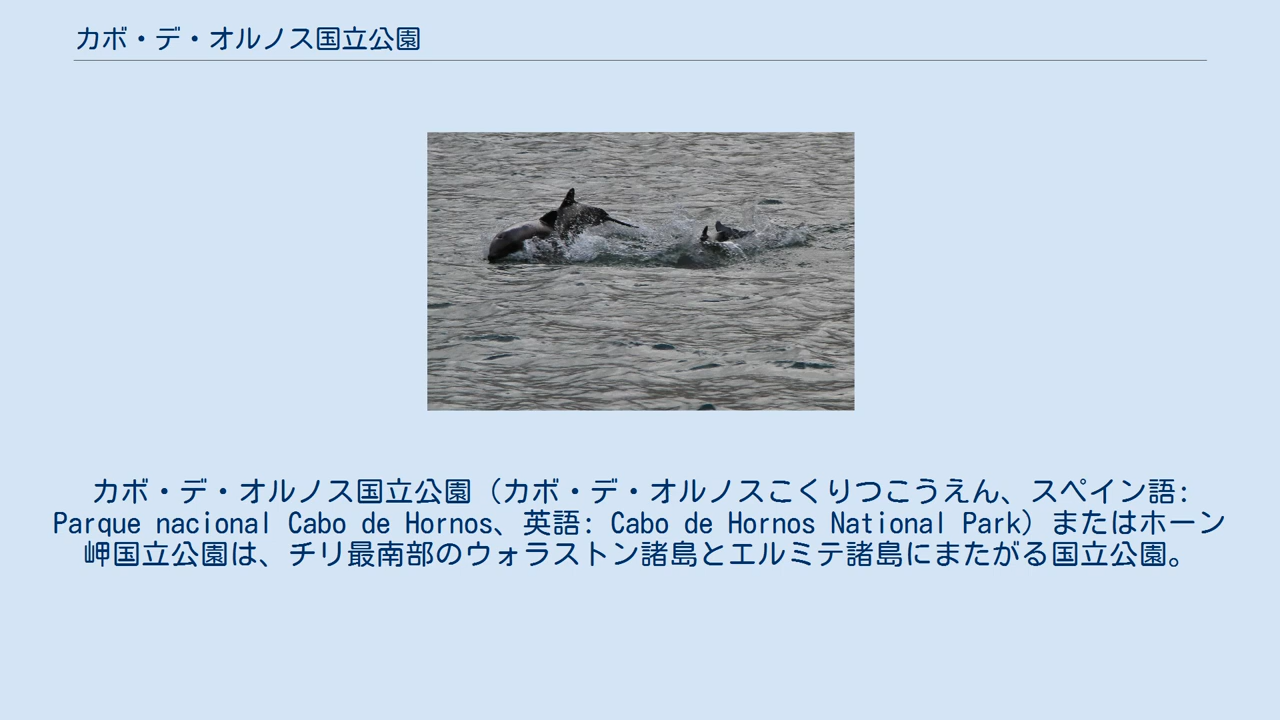 カボ・デ・オルノス国立公園
カボ・デ・オルノス国立公園（カボ・デ・オルノスこくりつこうえん、スペイン語:
Parque nacional Cabo de Hornos、英語: Cabo de Hornos National Park）またはホーン
岬国立公園は、チリ最南部のウォラストン諸島とエルミテ諸島にまたがる国立公園。